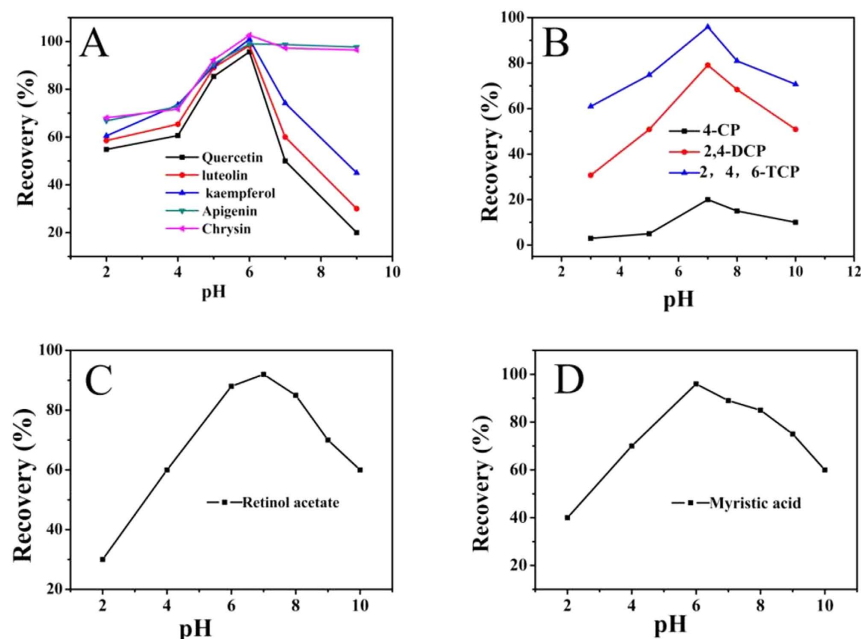 A
Recovery (%)
100
80
60
40
20
Quercetin
luteolin
kaempferol
Apigenin
Chrysin
2 4 6 8 10
pH
B
Recovery (%)
100
80
60
40
20
0
4-CP
2,4-DCP
2, 4, 6-TCP
2 4 6 8 10 12
pH
C
Recovery (%)
100
80
60
40
20
Retinol acetate
2 4 6 8 10
pH
D
Recovery (%)
100
80
60
40
20
Myristic acid
2 4 6 8 10
pH